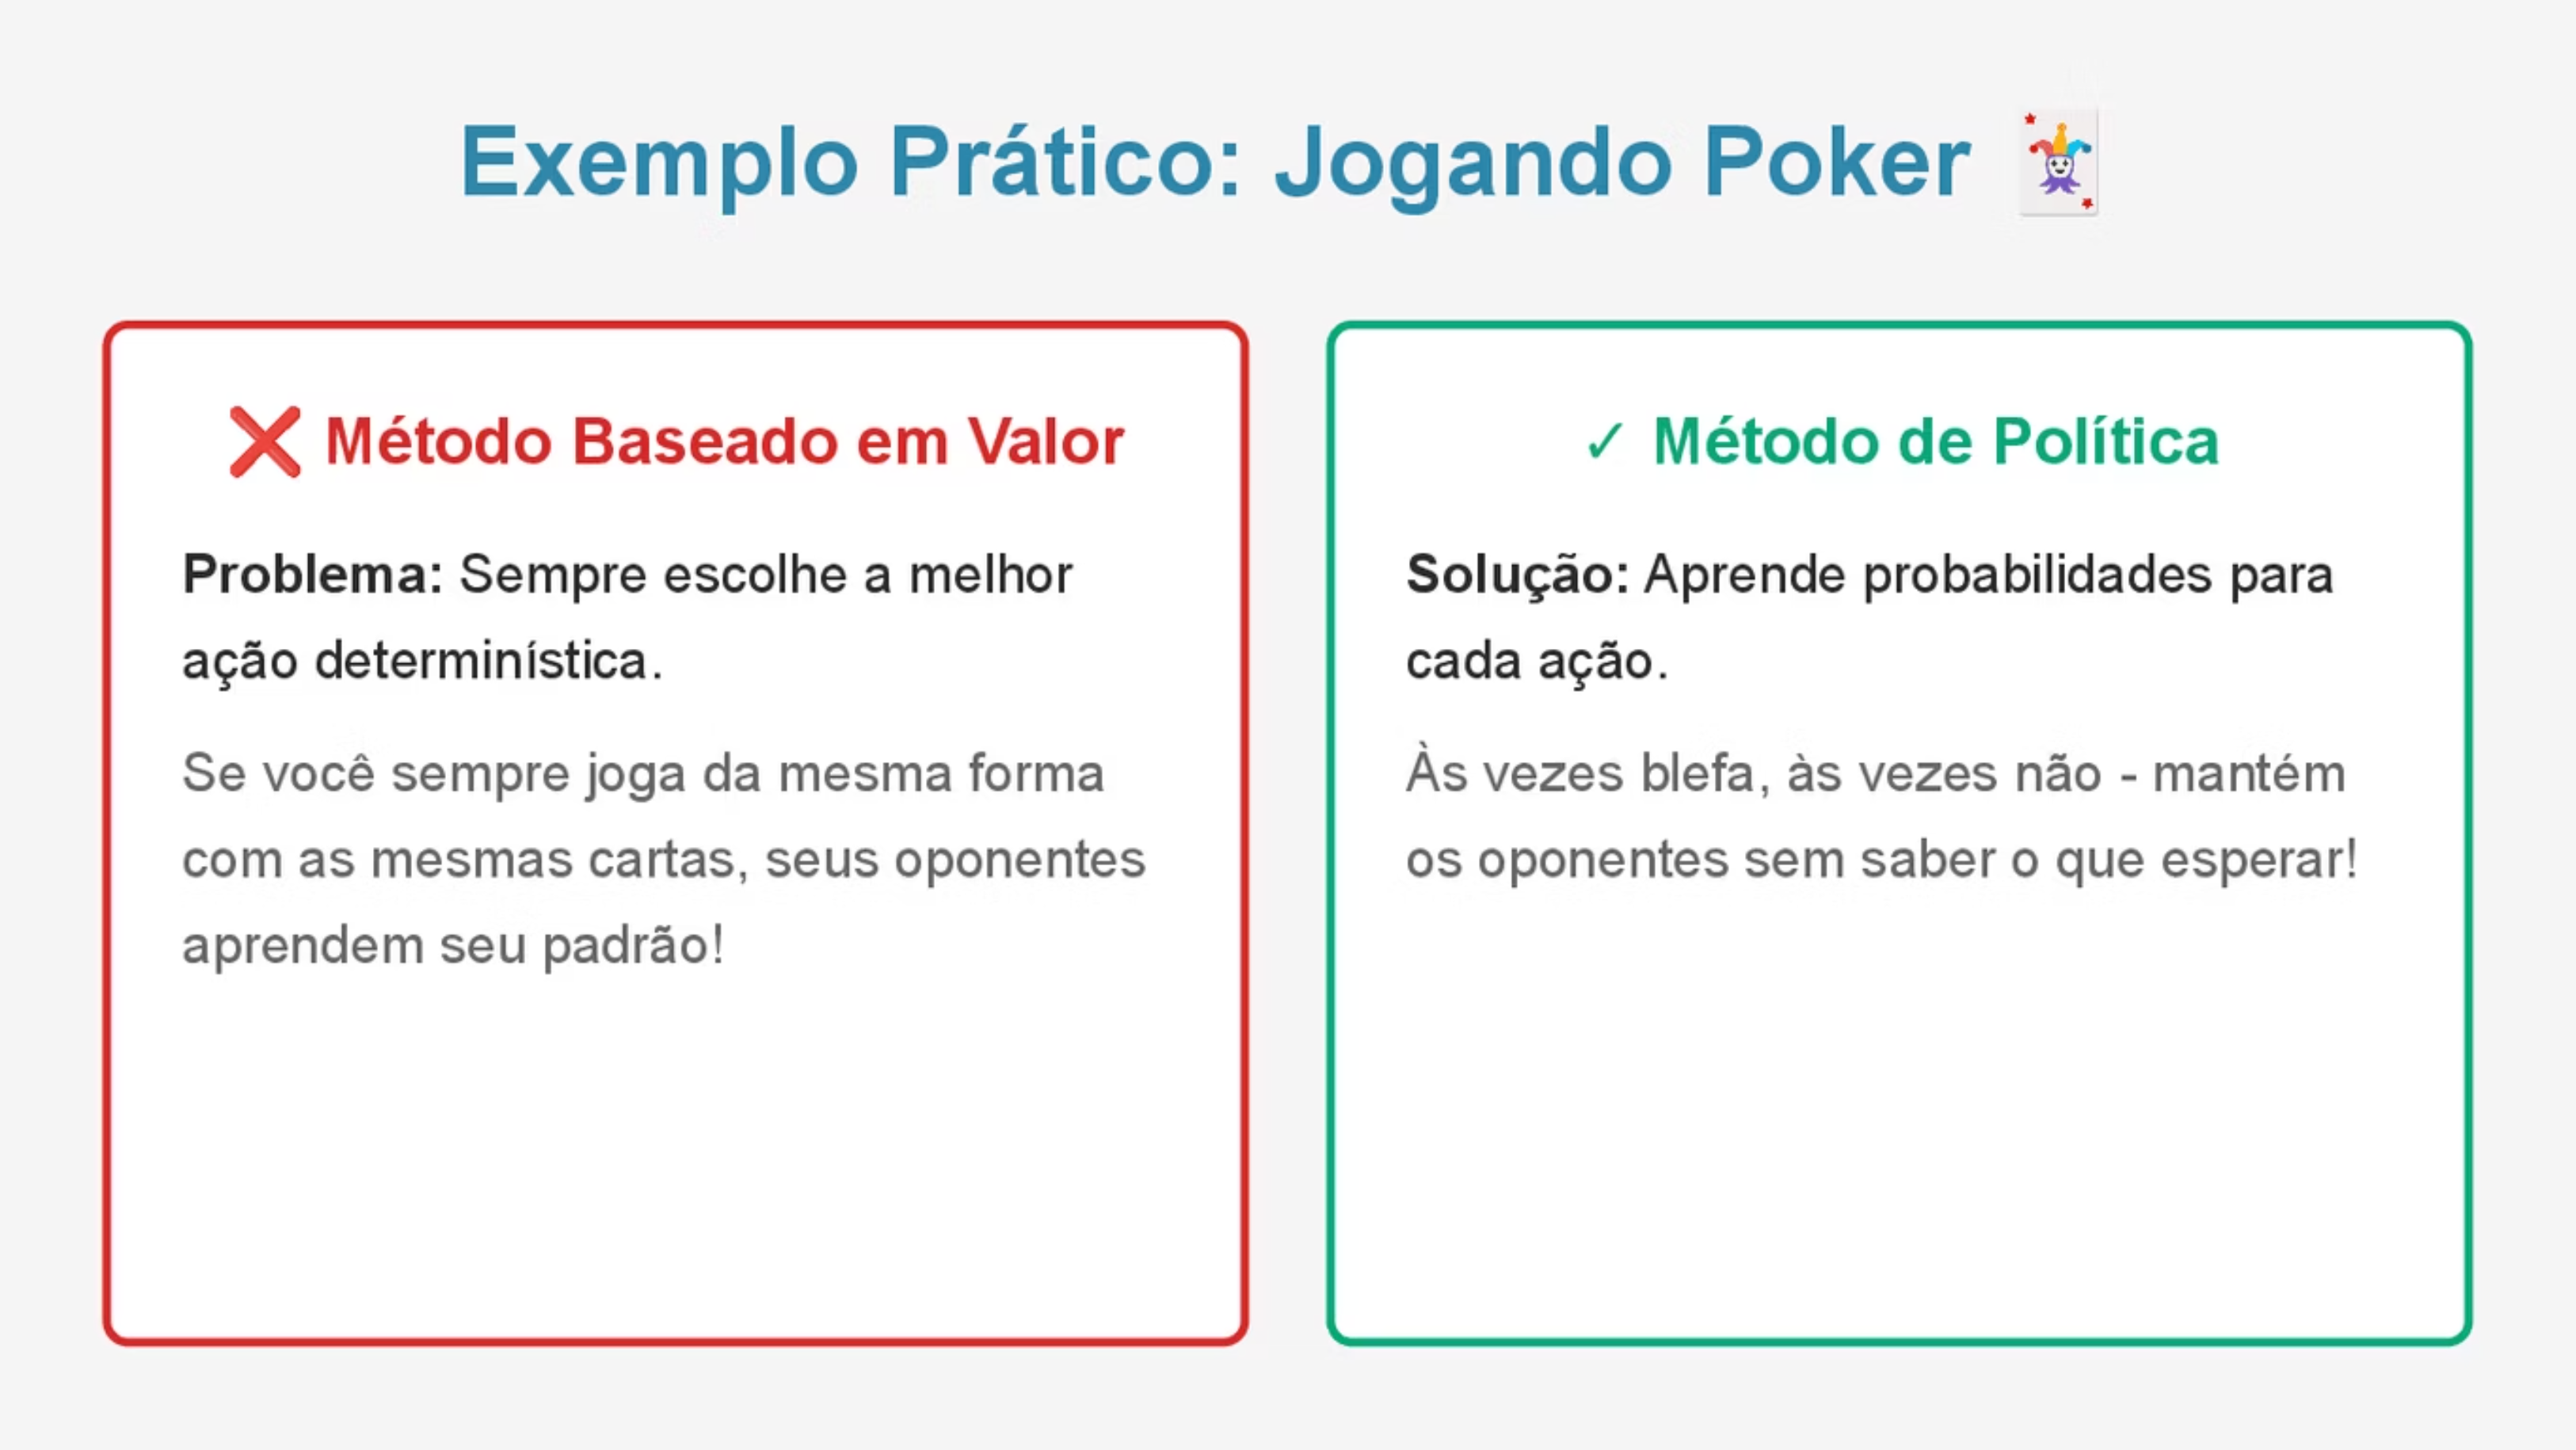 Exemplo Prático: Jogando Poker 🃏
❌ Método Baseado em Valor
Problema: Sempre escolhe a melhor
ação determinística.
Se você sempre joga da mesma forma
com as mesmas cartas, seus oponentes
aprendem seu padrão!
✓ Método de Política
Solução: Aprende probabilidades para
cada ação.
Às vezes blefa, às vezes não - mantém
os oponentes sem saber o que esperar!